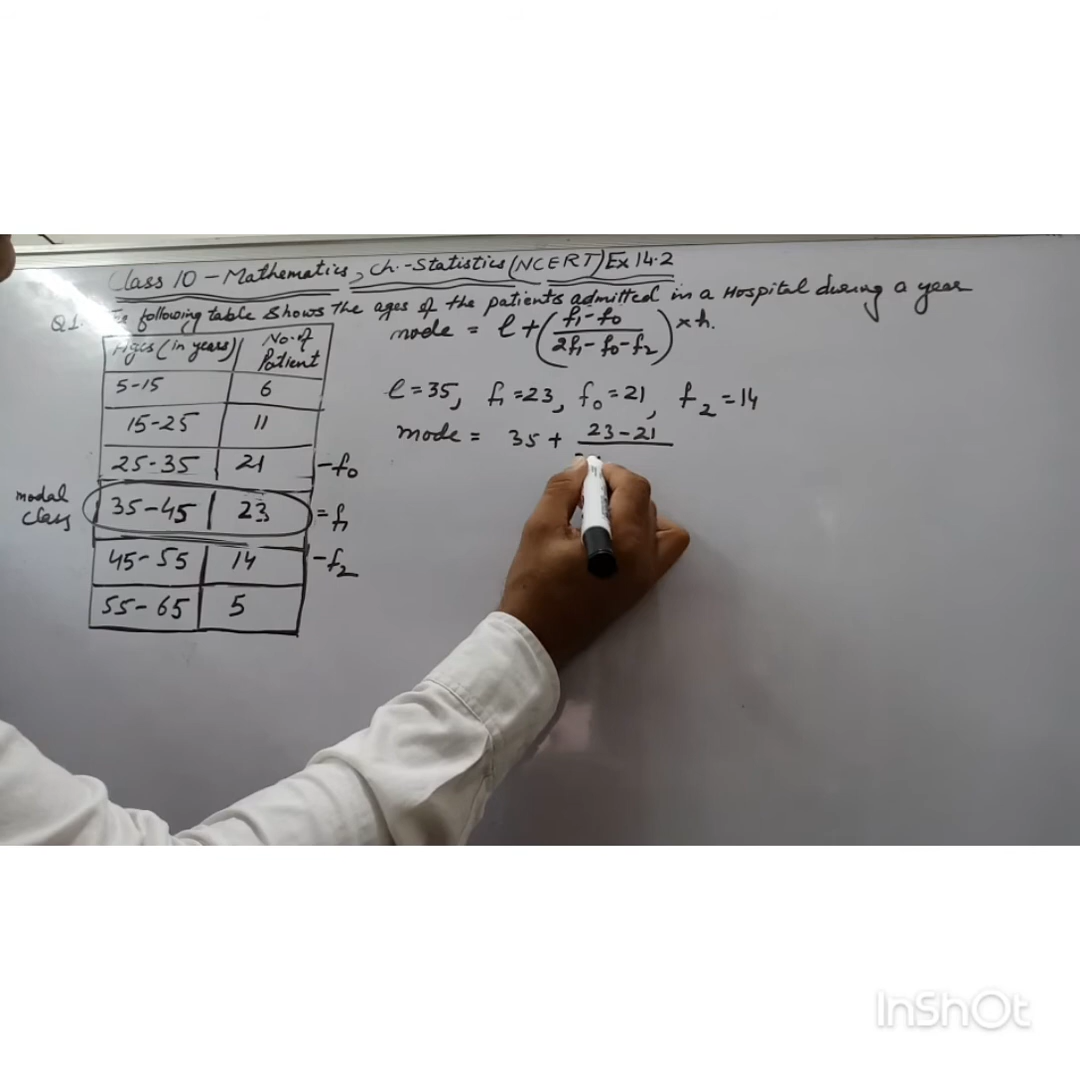 Class 10 - Mathematics, Ch.-Statistics (NCERT) Ex 14.2
Q1. following table shows the ages of the patients admitted in a Hospital during a year
Ages (in years) No. of Patient
mode = l + (f₁ - f₀ / 2f₁ - f₀ - f₂) × h.
5-15 6
l = 35, f₁ = 23, f₀ = 21, f₂ = 14
15-25 11
mode = 35 + 23 - 21
25-35 21 - f₀
modal class 35-45 23 = f₁
45-55 14 - f₂
55-65 5
InShOt